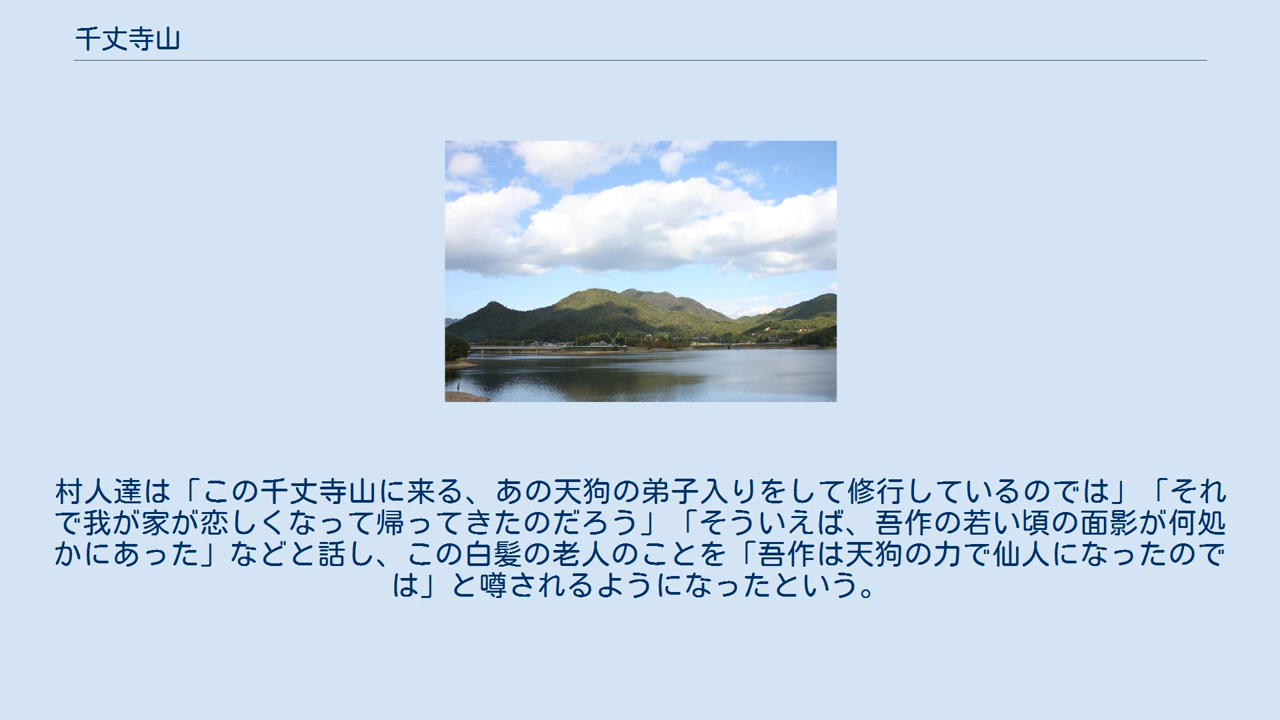 千丈寺山
村人達は「この千丈寺山に来る、あの天狗の弟子入りをして修行しているのでは」「それ
で我が家が恋しくなって帰ってきたのだろう」「そういえば、吾作の若い頃の面影が何処
かにあった」などと話し、この白髪の老人のことを「吾作は天狗の力で仙人になったので
は」と噂されるようになったという。